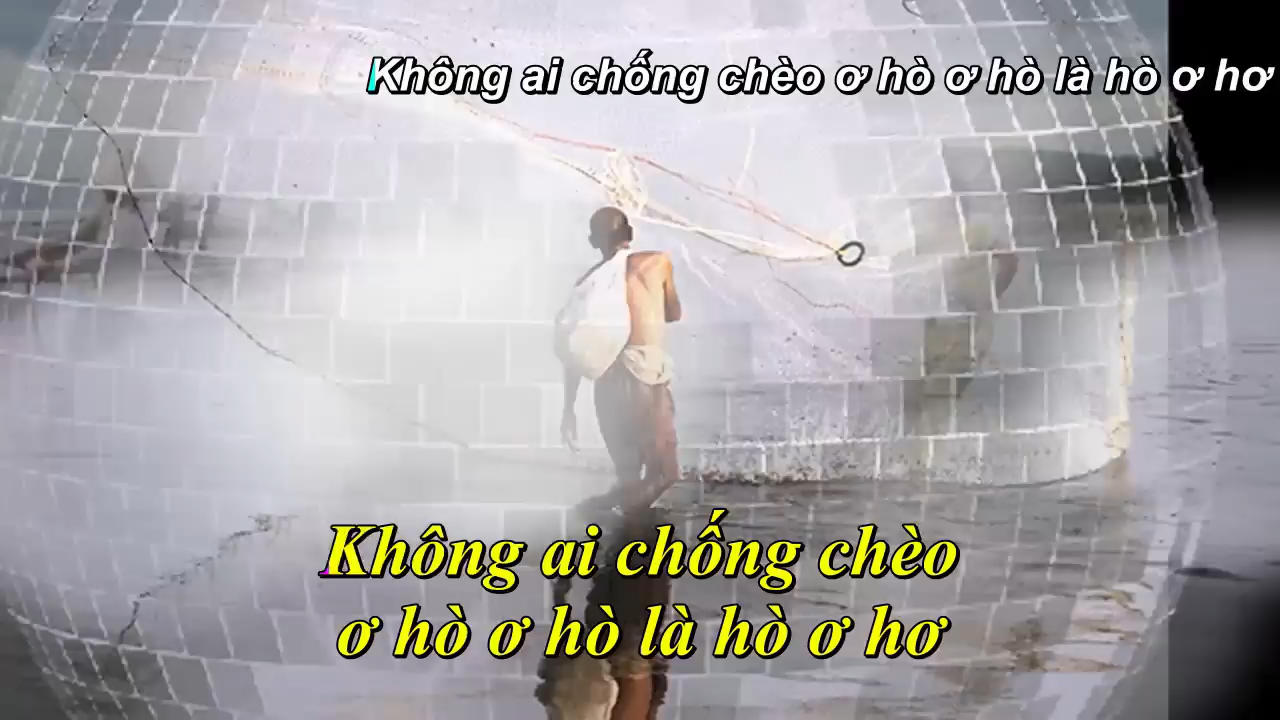 Không ai chống chèo ơ hò ơ hò là hò ơ hơ
Không ai chống chèo
ơ hò ơ hò là hò ơ hơ